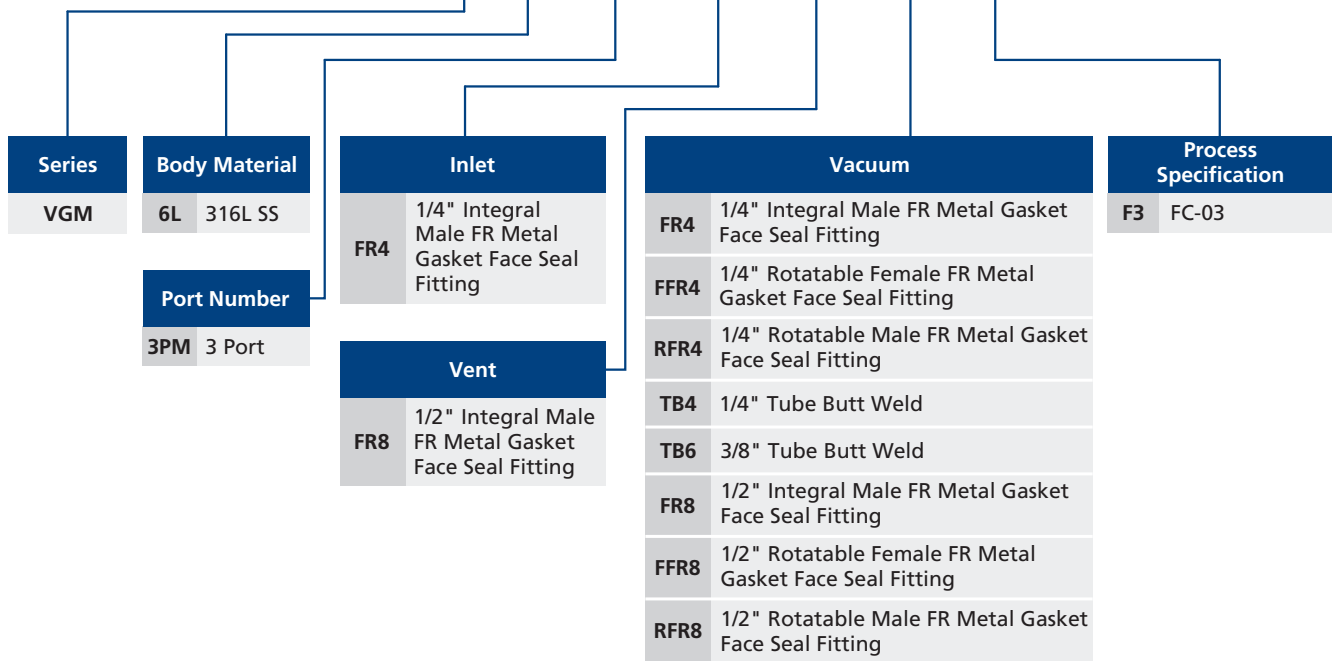 Series
VGM
Body Material
6L 316L SS
Port Number
3PM 3 Port
Inlet
FR4
1/4" Integral
Male FR Metal
Gasket Face Seal
Fitting
Vent
FR8
1/2" Integral Male
FR Metal Gasket
Face Seal Fitting
Vacuum
FR4
1/4" Integral Male FR Metal Gasket
Face Seal Fitting
FFR4
1/4" Rotatable Female FR Metal
Gasket Face Seal Fitting
RFR4
1/4" Rotatable Male FR Metal Gasket
Face Seal Fitting
TB4 1/4" Tube Butt Weld
TB6 3/8" Tube Butt Weld
FR8
1/2" Integral Male FR Metal Gasket
Face Seal Fitting
FFR8
1/2" Rotatable Female FR Metal
Gasket Face Seal Fitting
RFR8
1/2" Rotatable Male FR Metal Gasket
Face Seal Fitting
Process
Specification
F3 FC-03